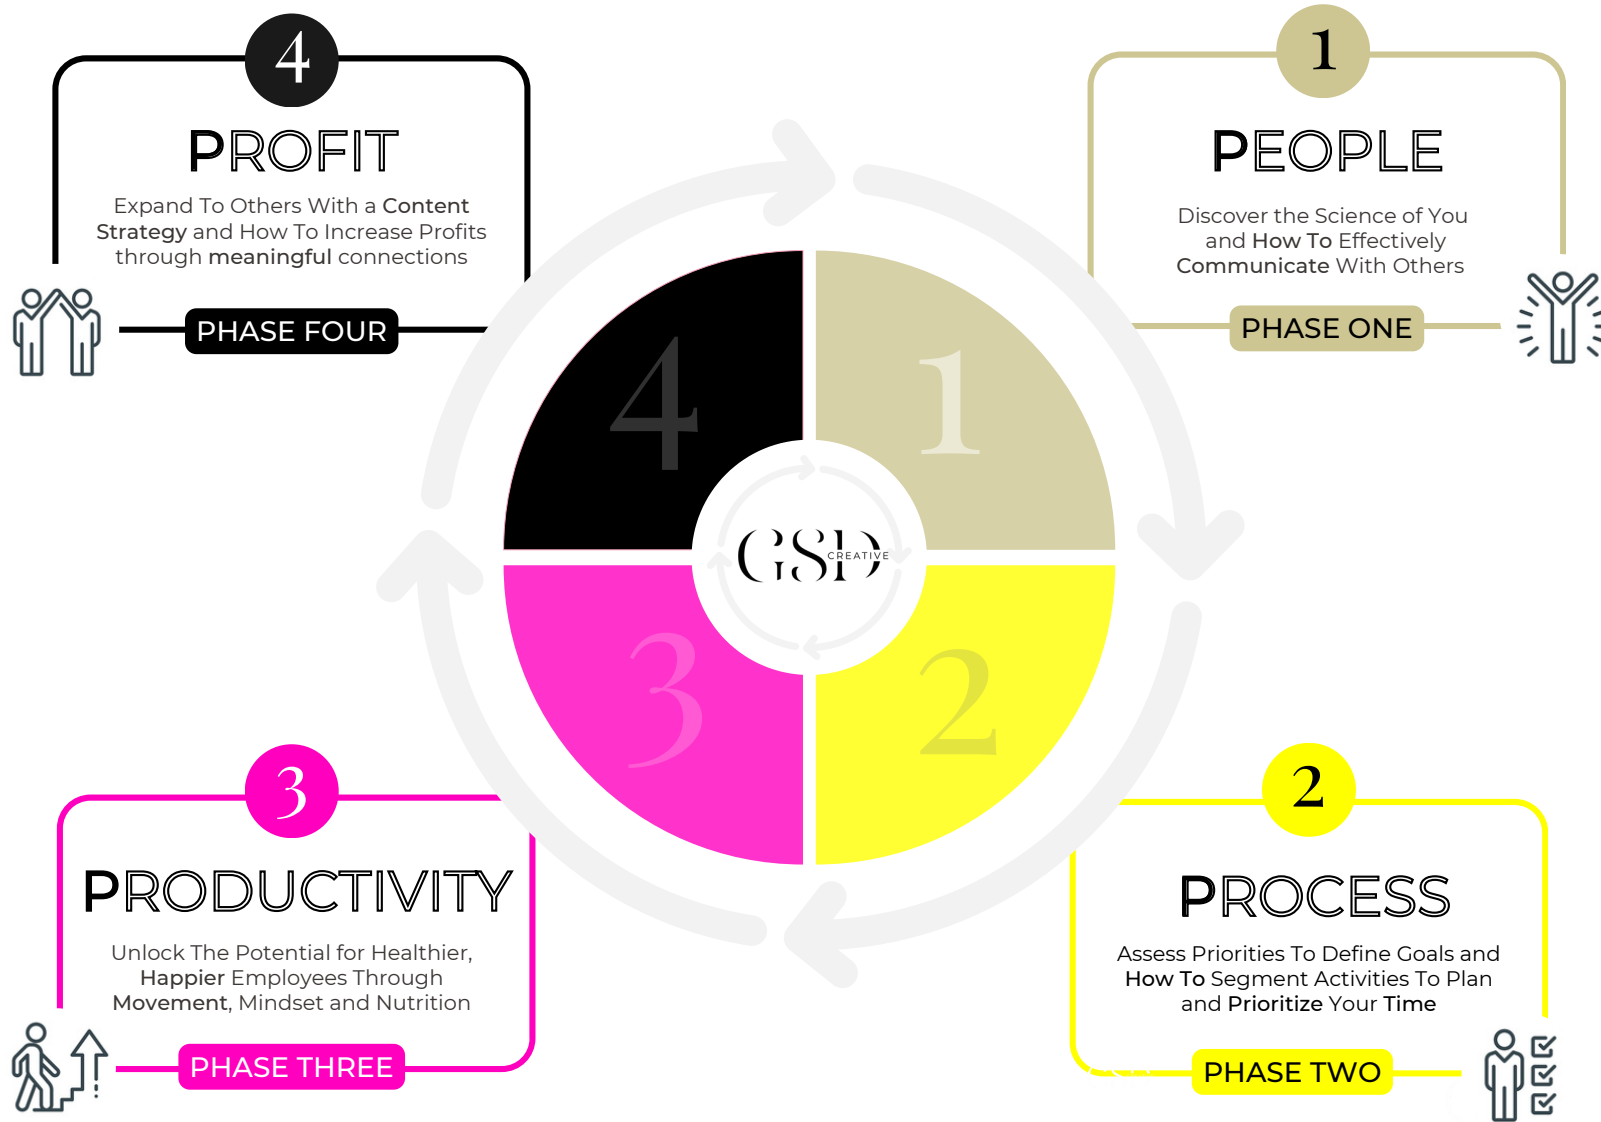 4
PROFIT
Expand To Others With a Content
Strategy and How To Increase Profits
through meaningful connections
PHASE FOUR
1
PEOPLE
Discover the Science of You
and How To Effectively
Communicate With Others
PHASE ONE
4
1
GSD
CREATIVE
3
2
3
PRODUCTIVITY
Unlock The Potential for Healthier,
Happier Employees Through
Movement, Mindset and Nutrition
PHASE THREE
2
PROCESS
Assess Priorities To Define Goals and
How To Segment Activities To Plan
and Prioritize Your Time
PHASE TWO